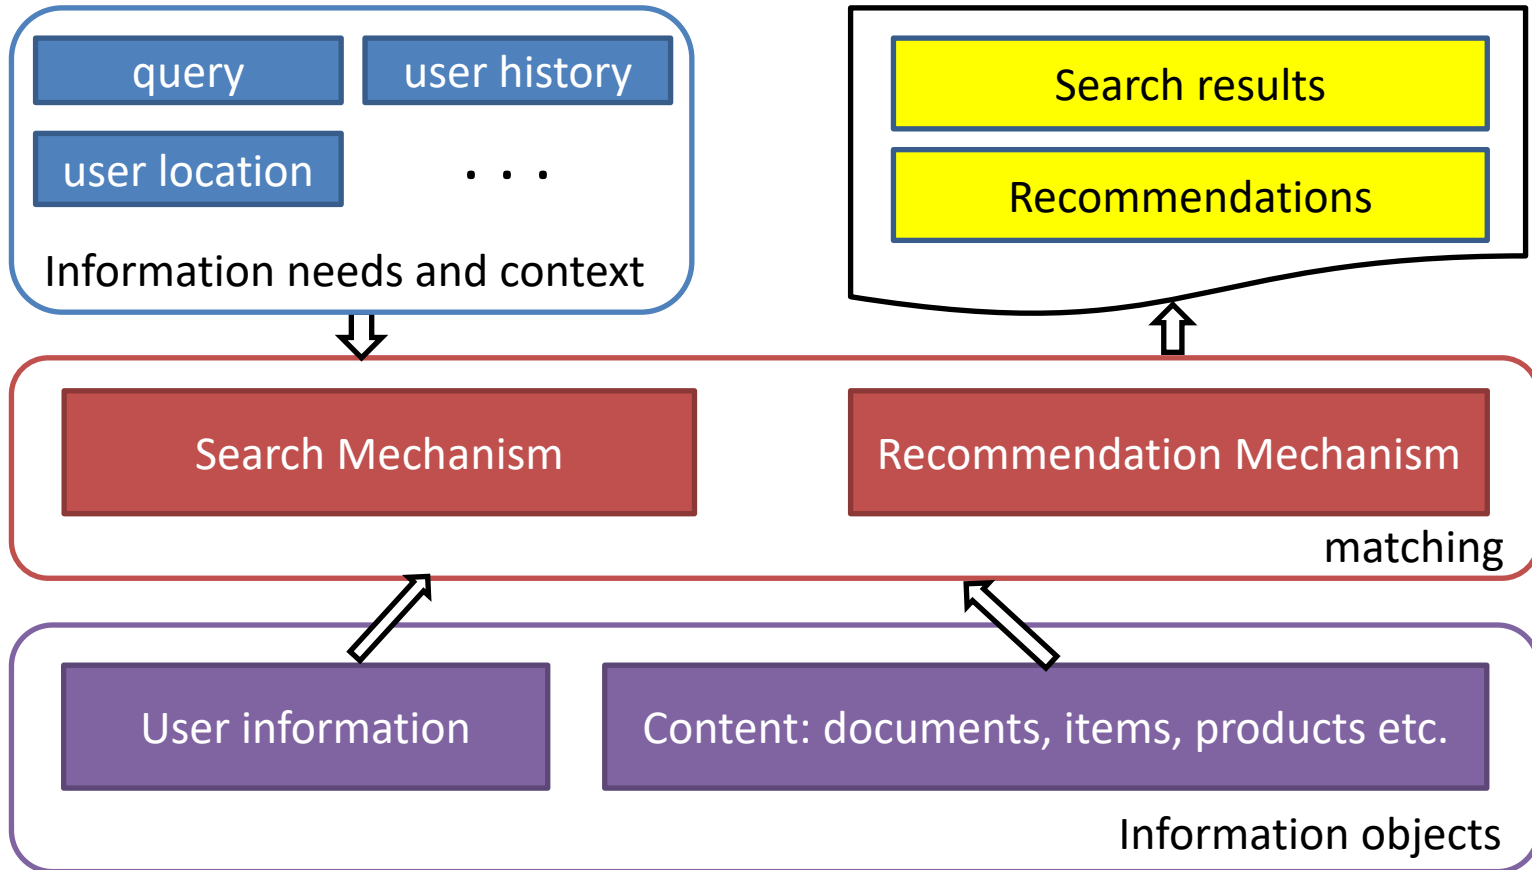 query
user history
user location
. . .
Information needs and context
Search results
Recommendations
Search Mechanism
Recommendation Mechanism
matching
User information
Content: documents, items, products etc.
Information objects